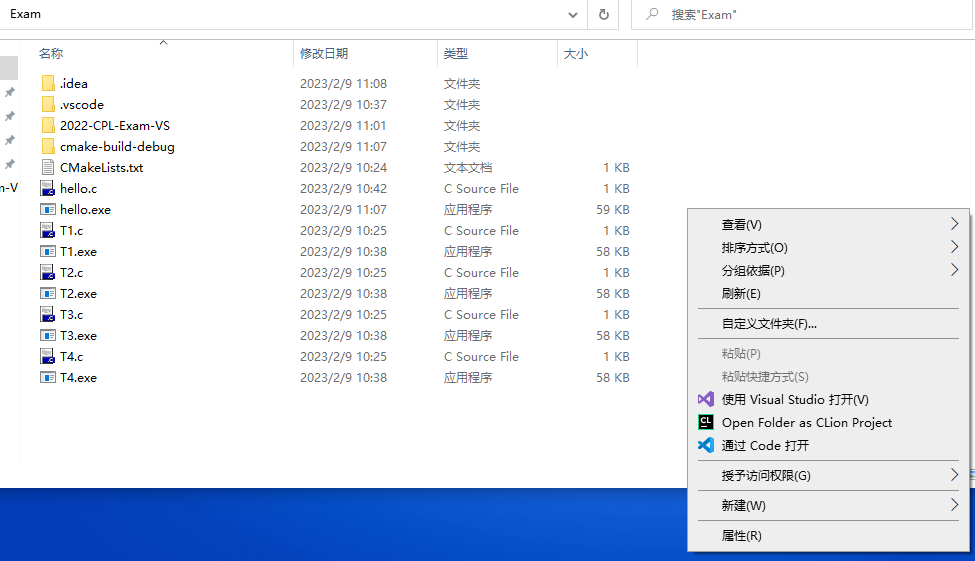 Exam
搜索"Exam"
名称 修改日期 类型 大小
.idea 2023/2/9 11:08 文件夹
.vscode 2023/2/9 10:37 文件夹
2022-CPL-Exam-VS 2023/2/9 11:01 文件夹
cmake-build-debug 2023/2/9 11:07 文件夹
CMakeLists.txt 2023/2/9 10:24 文本文档 1 KB
hello.c 2023/2/9 10:42 C Source File 1 KB
hello.exe 2023/2/9 11:07 应用程序 59 KB
T1.c 2023/2/9 10:25 C Source File 1 KB
T1.exe 2023/2/9 10:38 应用程序 58 KB
T2.c 2023/2/9 10:25 C Source File 1 KB
T2.exe 2023/2/9 10:38 应用程序 58 KB
T3.c 2023/2/9 10:25 C Source File 1 KB
T3.exe 2023/2/9 10:38 应用程序 58 KB
T4.c 2023/2/9 10:25 C Source File 1 KB
T4.exe 2023/2/9 10:38 应用程序 58 KB
m-V
查看(V)
排序方式(O)
分组依据(P)
刷新(E)
自定义文件夹(F)...
粘贴(P)
粘贴快捷方式(S)
使用 Visual Studio 打开(V)
CL Open Folder as CLion Project
通过 Code 打开
授予访问权限(G)
新建(W)
属性(R)